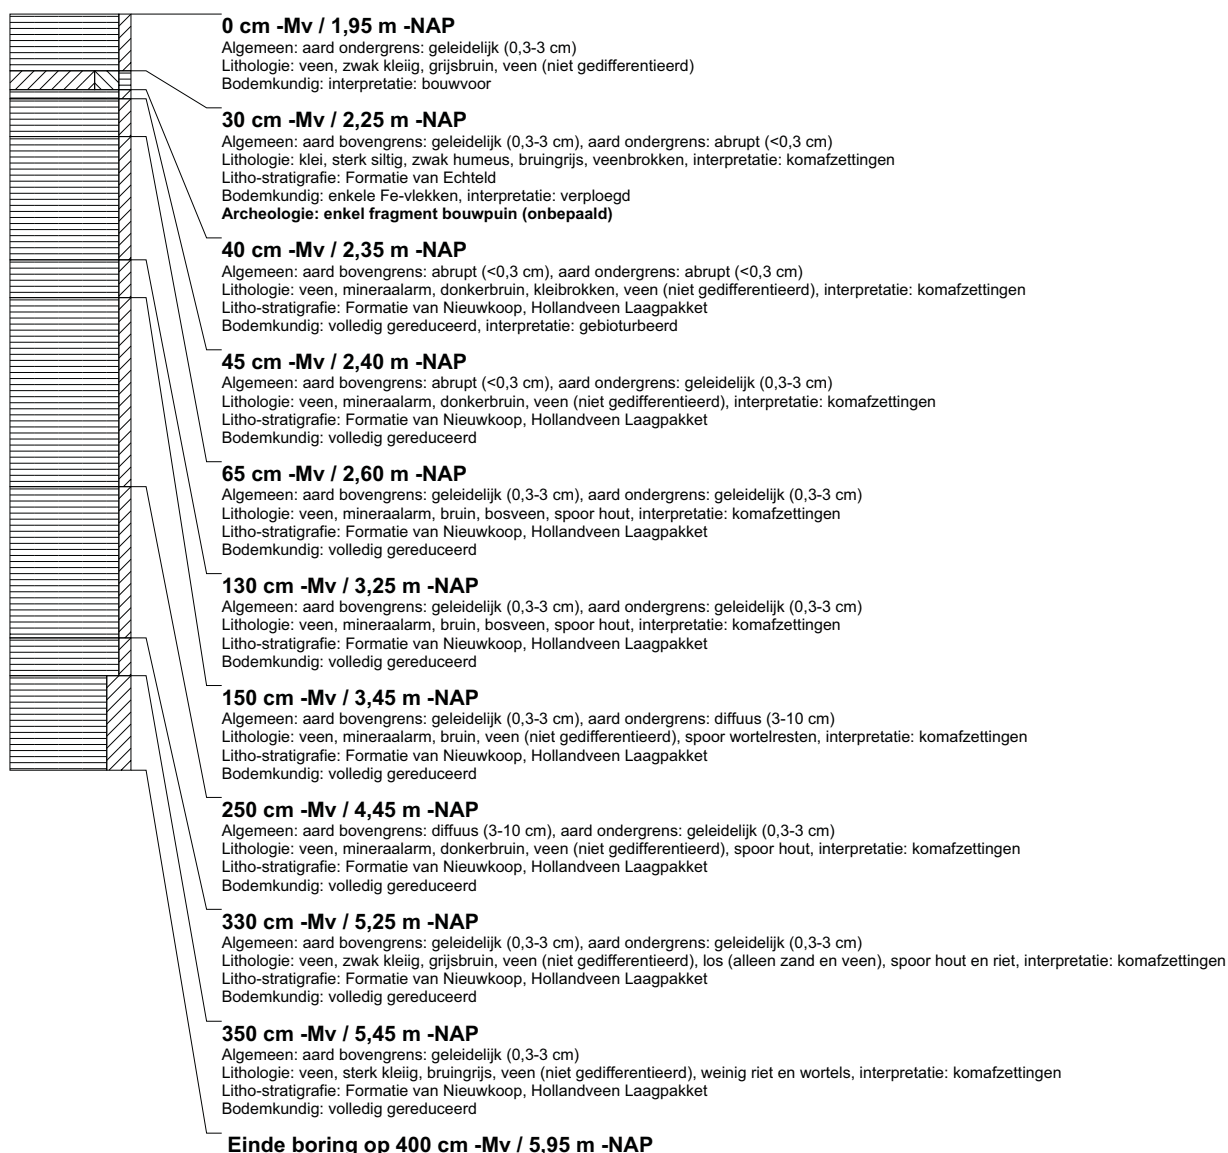 0 cm -Mv / 1,95 m -NAP
Algemeen: aard ondergrens: geleidelijk (0,3-3 cm)
Lithologie: veen, zwak kleiig, grijsbruin, veen (niet gedifferentieerd)
Bodemkundig: interpretatie: bouwvoor
30 cm -Mv / 2,25 m -NAP
Algemeen: aard bovengrens: geleidelijk (0,3-3 cm), aard ondergrens: abrupt (<0,3 cm)
Lithologie: klei, sterk siltig, zwak humeus, bruingrijs, veenbrokken, interpretatie: komafzettingen
Litho-stratigrafie: Formatie van Echteld
Bodemkundig: enkele Fe-vlekken, interpretatie: verploegd
Archeologie: enkel fragment bouwpuin (onbepaald)
40 cm -Mv / 2,35 m -NAP
Algemeen: aard bovengrens: abrupt (<0,3 cm), aard ondergrens: abrupt (<0,3 cm)
Lithologie: veen, mineraalarm, donkerbruin, kleibrokken, veen (niet gedifferentieerd), interpretatie: komafzettingen
Litho-stratigrafie: Formatie van Nieuwkoop, Hollandveen Laagpakket
Bodemkundig: volledig gereduceerd, interpretatie: gebioturbeerd
45 cm -Mv / 2,40 m -NAP
Algemeen: aard bovengrens: abrupt (<0,3 cm), aard ondergrens: geleidelijk (0,3-3 cm)
Lithologie: veen, mineraalarm, donkerbruin, veen (niet gedifferentieerd), interpretatie: komafzettingen
Litho-stratigrafie: Formatie van Nieuwkoop, Hollandveen Laagpakket
Bodemkundig: volledig gereduceerd
65 cm -Mv / 2,60 m -NAP
Algemeen: aard bovengrens: geleidelijk (0,3-3 cm), aard ondergrens: geleidelijk (0,3-3 cm)
Lithologie: veen, mineraalarm, bruin, bosveen, spoor hout, interpretatie: komafzettingen
Litho-stratigrafie: Formatie van Nieuwkoop, Hollandveen Laagpakket
Bodemkundig: volledig gereduceerd
130 cm -Mv / 3,25 m -NAP
Algemeen: aard bovengrens: geleidelijk (0,3-3 cm), aard ondergrens: geleidelijk (0,3-3 cm)
Lithologie: veen, mineraalarm, bruin, bosveen, spoor hout, interpretatie: komafzettingen
Litho-stratigrafie: Formatie van Nieuwkoop, Hollandveen Laagpakket
Bodemkundig: volledig gereduceerd
150 cm -Mv / 3,45 m -NAP
Algemeen: aard bovengrens: geleidelijk (0,3-3 cm), aard ondergrens: diffuus (3-10 cm)
Lithologie: veen, mineraalarm, bruin, veen (niet gedifferentieerd), spoor wortelresten, interpretatie: komafzettingen
Litho-stratigrafie: Formatie van Nieuwkoop, Hollandveen Laagpakket
Bodemkundig: volledig gereduceerd
250 cm -Mv / 4,45 m -NAP
Algemeen: aard bovengrens: diffuus (3-10 cm), aard ondergrens: geleidelijk (0,3-3 cm)
Lithologie: veen, mineraalarm, donkerbruin, veen (niet gedifferentieerd), spoor hout, interpretatie: komafzettingen
Litho-stratigrafie: Formatie van Nieuwkoop, Hollandveen Laagpakket
Bodemkundig: volledig gereduceerd
330 cm -Mv / 5,25 m -NAP
Algemeen: aard bovengrens: geleidelijk (0,3-3 cm), aard ondergrens: geleidelijk (0,3-3 cm)
Lithologie: veen, zwak kleiig, grijsbruin, veen (niet gedifferentieerd), los (alleen zand en veen), spoor hout en riet, interpretatie: komafzettingen
Litho-stratigrafie: Formatie van Nieuwkoop, Hollandveen Laagpakket
Bodemkundig: volledig gereduceerd
350 cm -Mv / 5,45 m -NAP
Algemeen: aard bovengrens: geleidelijk (0,3-3 cm)
Lithologie: veen, sterk kleiig, bruingrijs, veen (niet gedifferentieerd), weinig riet en wortels, interpretatie: komafzettingen
Litho-stratigrafie: Formatie van Nieuwkoop, Hollandveen Laagpakket
Bodemkundig: volledig gereduceerd
Einde boring op 400 cm -Mv / 5,95 m -NAP